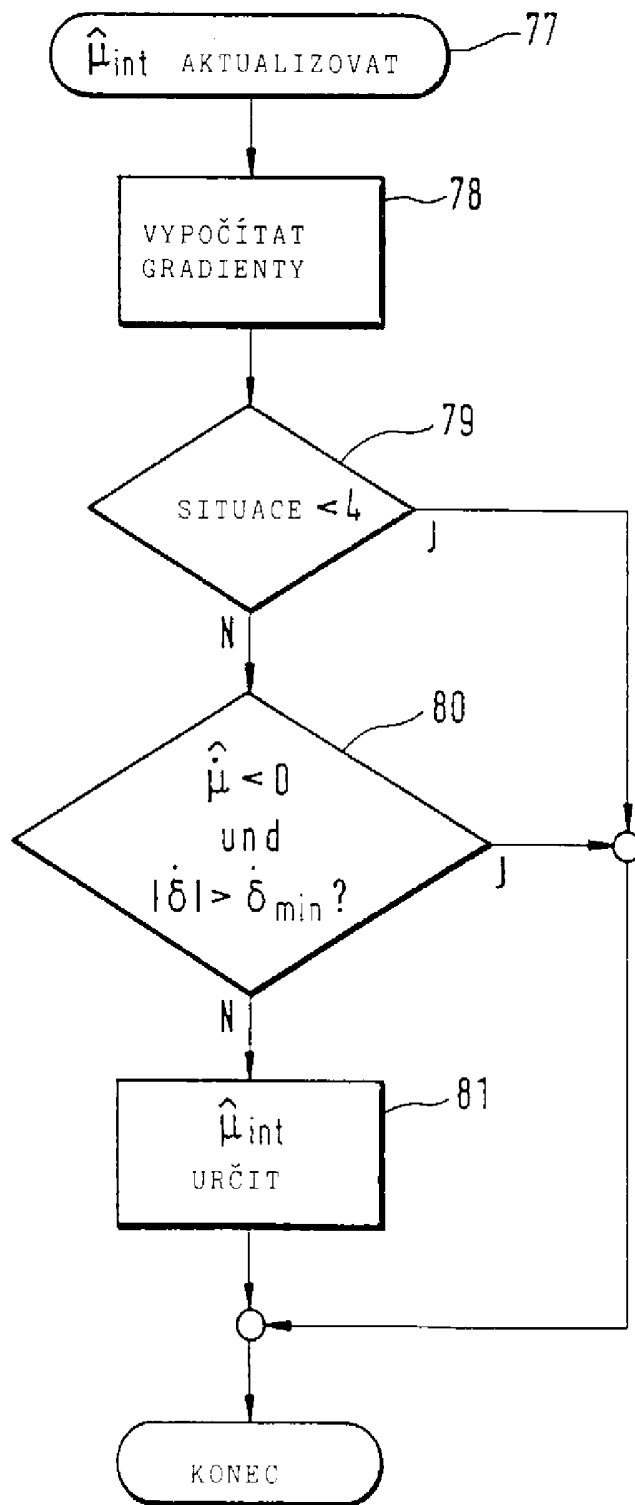 μ̂int AKTUALIZOVAT
77
78
VYPOČÍTAT
GRADIENTY
79
SITUACE < 4
J
N
80
μ̂̇ < 0
und
|δ̇| > δ̇min ?
J
N
81
μ̂int
URČIT
KONEC